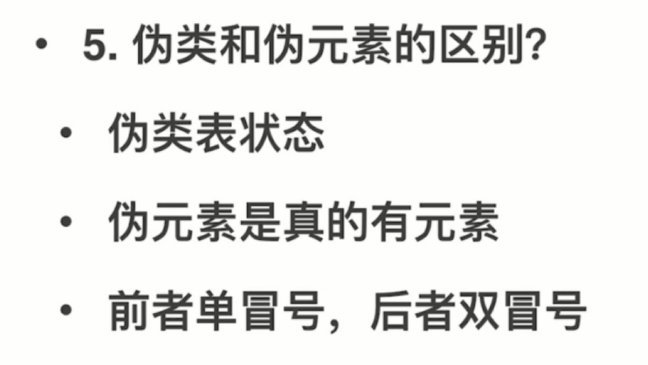 • 5. 伪类和伪元素的区别?
• 伪类表状态
• 伪元素是真的有元素
• 前者单冒号，后者双冒号